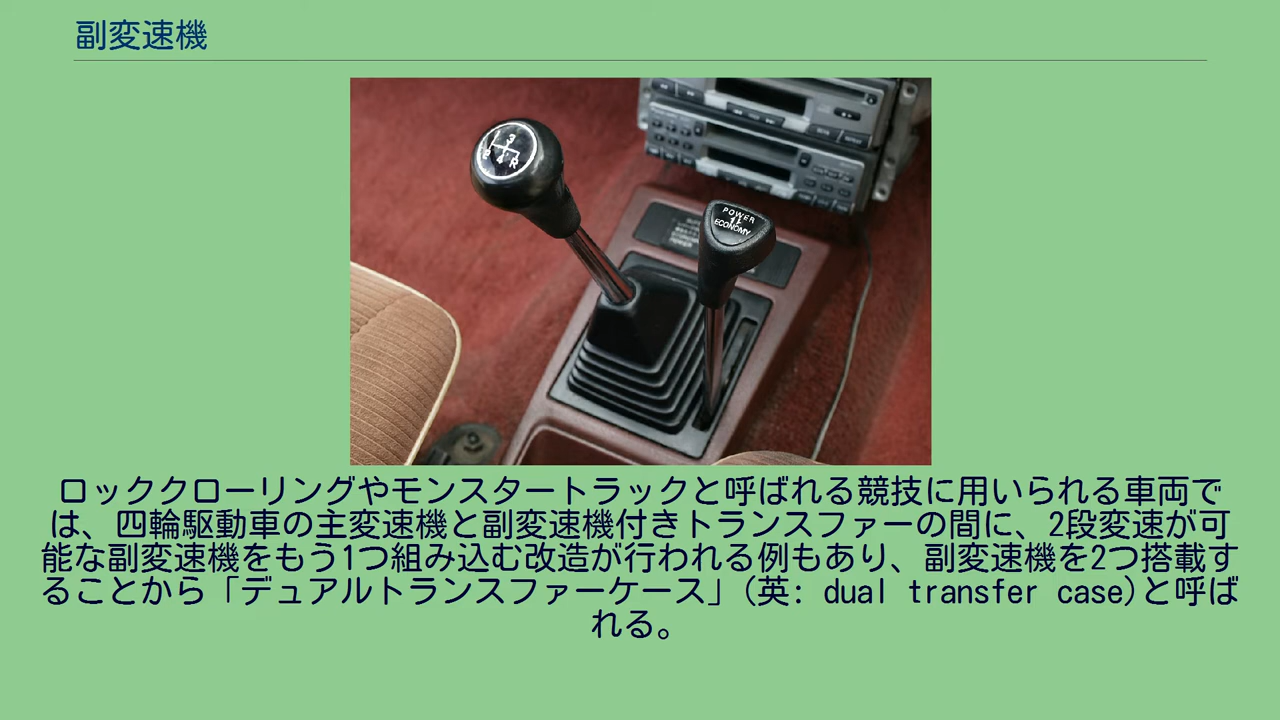 副変速機
3
4
R
POWER
ECONOMY
ロッククローリングやモンスタートラックと呼ばれる競技に用いられる車両で
は、四輪駆動車の主変速機と副変速機付きトランスファーの間に、2段変速が可
能な副変速機をもう1つ組み込む改造が行われる例もあり、副変速機を2つ搭載す
ることから「デュアルトランスファーケース」(英: dual transfer case)と呼ば
れる。